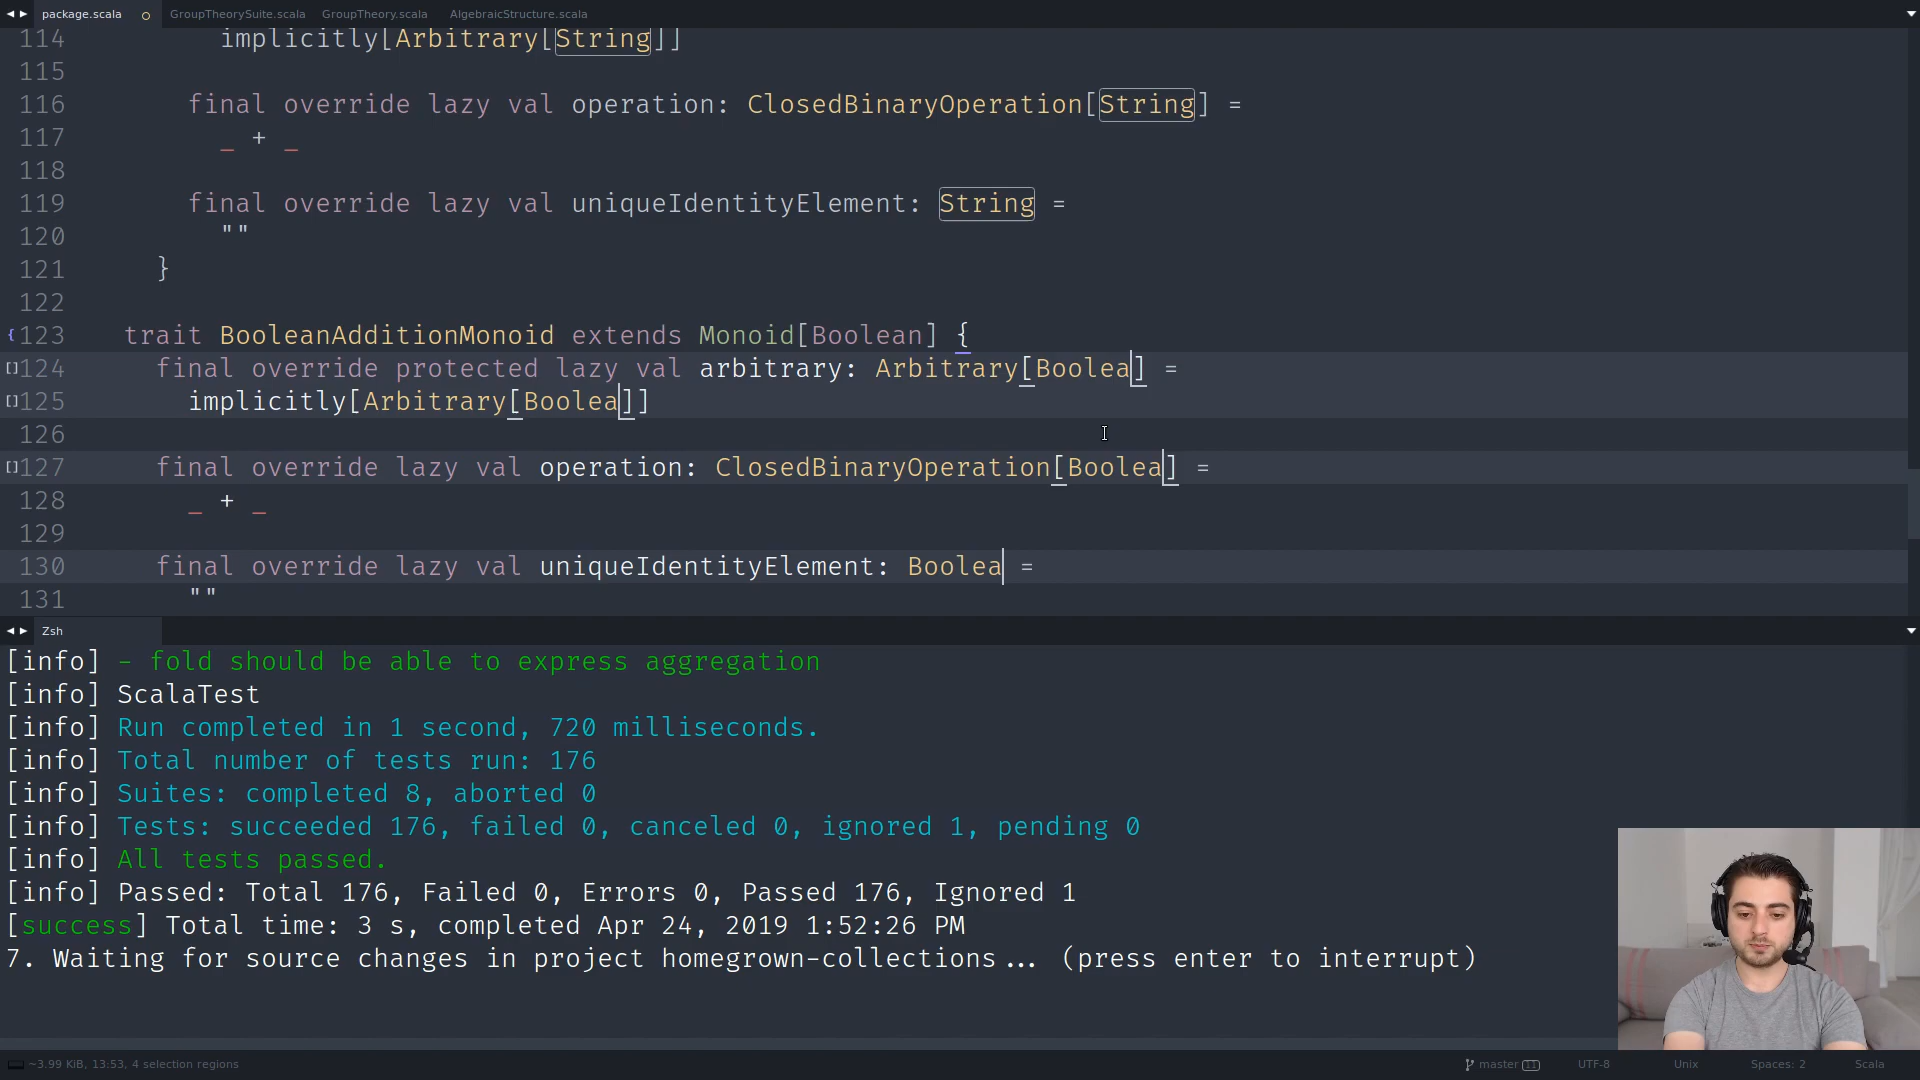 package.scala GroupTheorySuite.scala GroupTheory.scala AlgebraicStructure.scala
114 implicitly[Arbitrary[String]]
115
116 final override lazy val operation: ClosedBinaryOperation[String] =
117 _ + _
118
119 final override lazy val uniqueIdentityElement: String =
120 ""
121 }
122
{123 trait BooleanAdditionMonoid extends Monoid[Boolean] {
[]124 final override protected lazy val arbitrary: Arbitrary[Boolea] =
[]125 implicitly[Arbitrary[Boolea]]
126
[]127 final override lazy val operation: ClosedBinaryOperation[Boolea] =
128 _ + _
129
130 final override lazy val uniqueIdentityElement: Boolea =
131 ""
Zsh
[info] - fold should be able to express aggregation
[info] ScalaTest
[info] Run completed in 1 second, 720 milliseconds.
[info] Total number of tests run: 176
[info] Suites: completed 8, aborted 0
[info] Tests: succeeded 176, failed 0, canceled 0, ignored 1, pending 0
[info] All tests passed.
[info] Passed: Total 176, Failed 0, Errors 0, Passed 176, Ignored 1
[success] Total time: 3 s, completed Apr 24, 2019 1:52:26 PM
7. Waiting for source changes in project homegrown-collections... (press enter to interrupt)
~3.99 KiB, 13:53, 4 selection regions master 11 UTF-8 Unix Spaces: 2 Scala